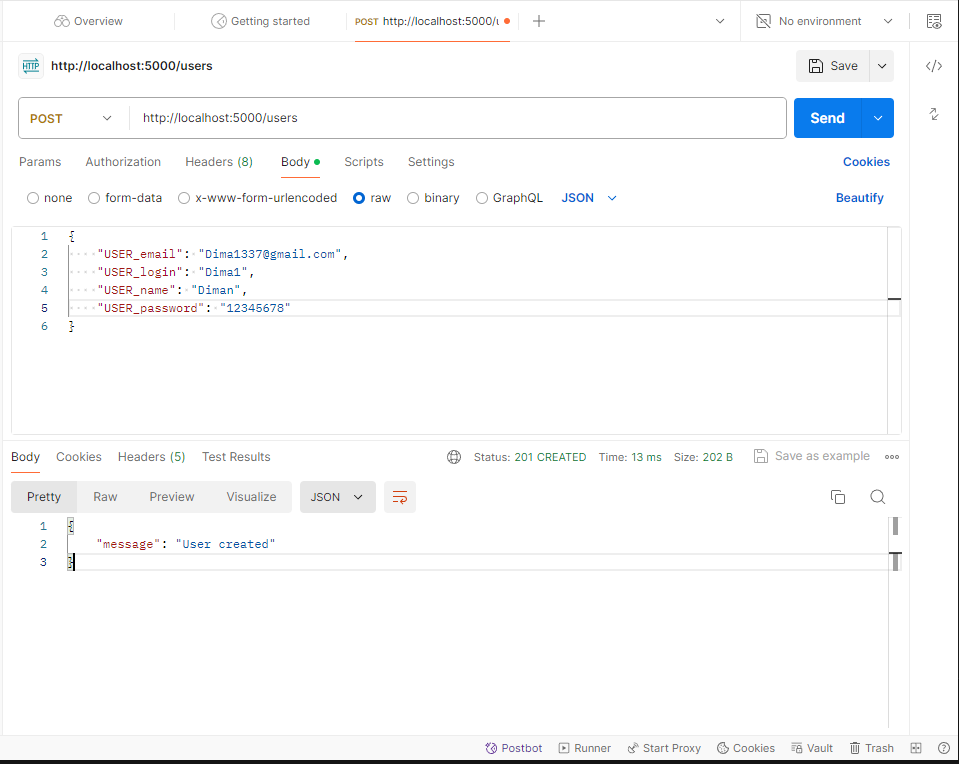 Overview
Getting started
POST http://localhost:5000/u
No environment
HTTP http://localhost:5000/users
Save
POST
http://localhost:5000/users
Send
Params Authorization Headers (8) Body Scripts Settings Cookies
none form-data x-www-form-urlencoded raw binary GraphQL JSON Beautify
1 {
2 "USER_email": "Dima1337@gmail.com",
3 "USER_login": "Dima1",
4 "USER_name": "Diman",
5 "USER_password": "12345678"
6 }
Body Cookies Headers (5) Test Results Status: 201 CREATED Time: 13 ms Size: 202 B Save as example
Pretty Raw Preview Visualize JSON
1 {
2 "message": "User created"
3 }
Postbot Runner Start Proxy Cookies Vault Trash